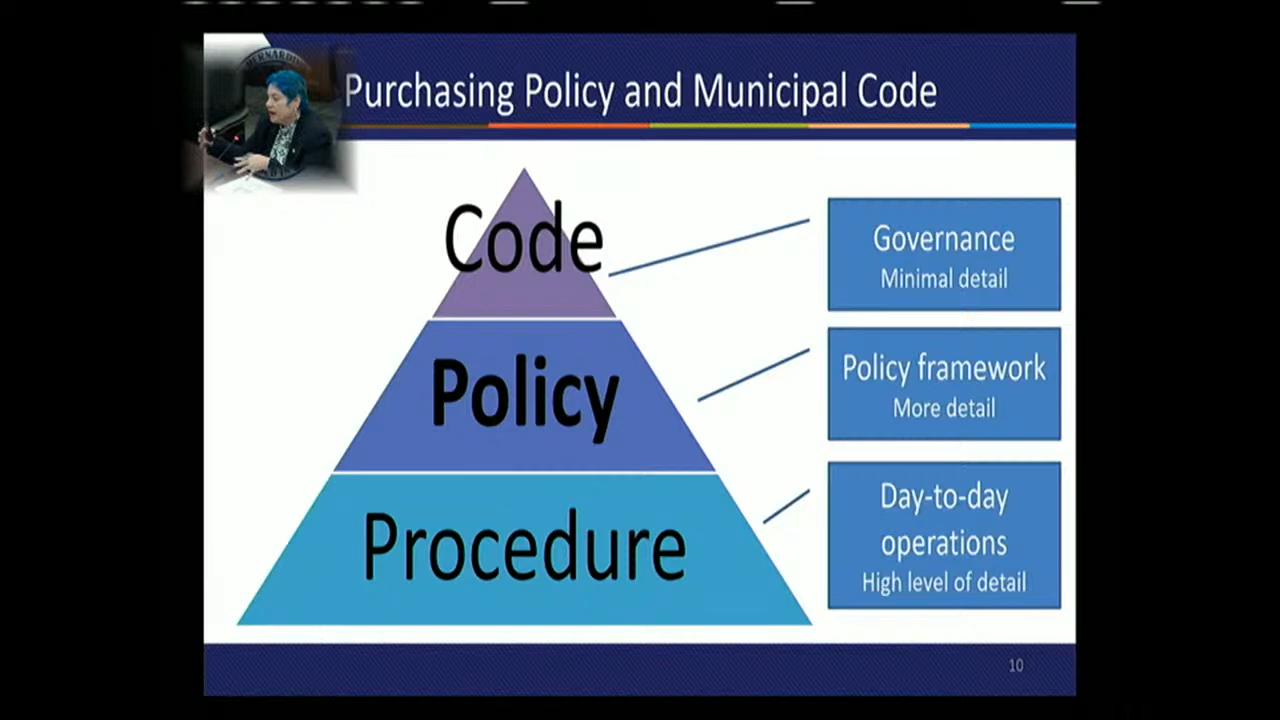 Purchasing Policy and Municipal Code
Code
Governance
Minimal detail
Policy
Policy framework
More detail
Procedure
Day-to-day
operations
High level of detail
10